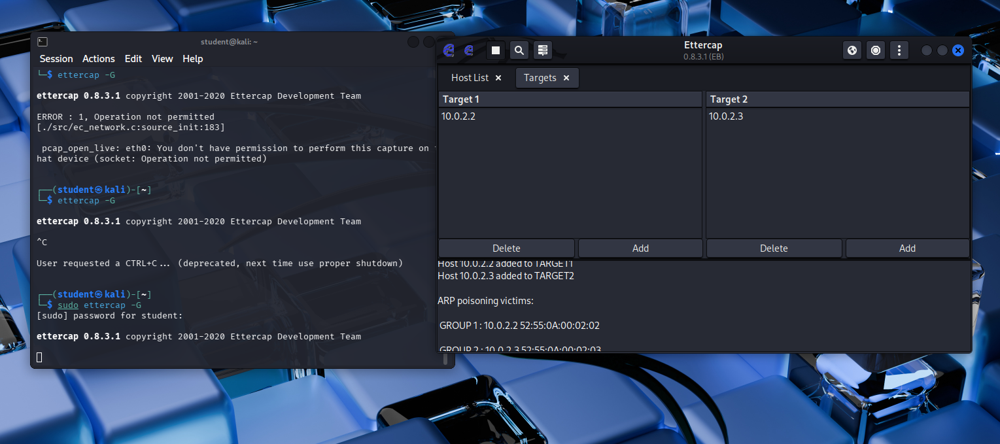 student@kali: ~
Session Actions Edit View Help
└─$ ettercap -G
ettercap 0.8.3.1 copyright 2001-2020 Ettercap Development Team
ERROR : 1, Operation not permitted
[./src/ec_network.c:source_init:183]
pcap_open_live: eth0: You don't have permission to perform this capture on
hat device (socket: Operation not permitted)
┌──(student㉿kali)-[~]
└─$ ettercap -G
ettercap 0.8.3.1 copyright 2001-2020 Ettercap Development Team
^C
User requested a CTRL+C... (deprecated, next time use proper shutdown)
┌──(student㉿kali)-[~]
└─$ sudo ettercap -G
[sudo] password for student:
ettercap 0.8.3.1 copyright 2001-2020 Ettercap Development Team
Ettercap
0.8.3.1 (EB)
Host List × Targets ×
Target 1 Target 2
10.0.2.2 10.0.2.3
Delete Add Delete Add
Host 10.0.2.2 added to TARGET1
Host 10.0.2.3 added to TARGET2
ARP poisoning victims:
GROUP 1 : 10.0.2.2 52:55:0A:00:02:02
GROUP 2 : 10.0.2.3 52:55:0A:00:02:03